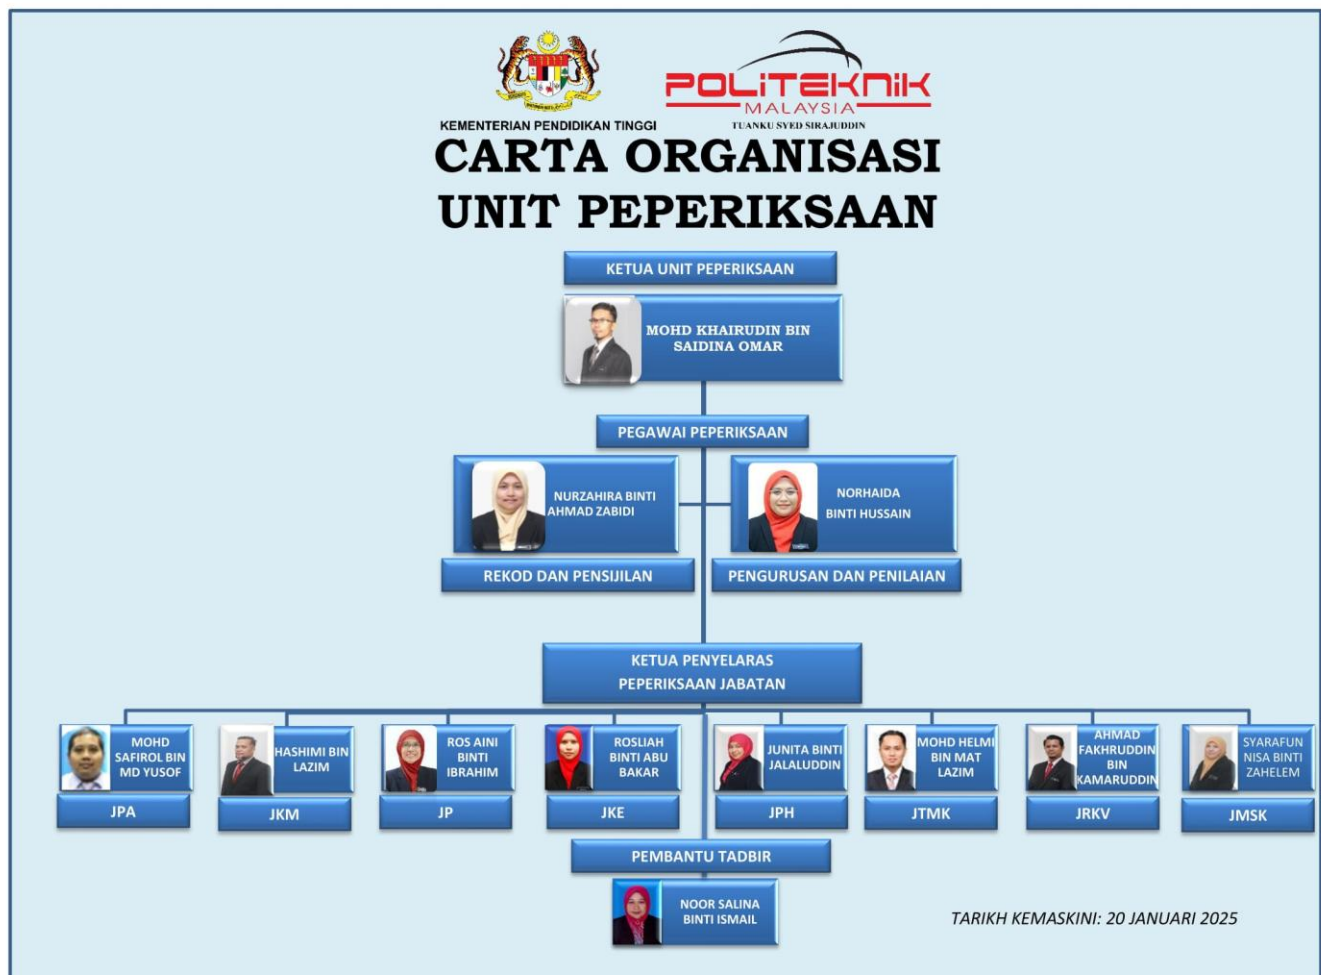 KEMENTERIAN PENDIDIKAN TINGGI
POLiTEKNiK
MALAYSIA
TUANKU SYED SIRAJUDDIN
CARTA ORGANISASI
UNIT PEPERIKSAAN
KETUA UNIT PEPERIKSAAN
MOHD KHAIRUDIN BIN
SAIDINA OMAR
PEGAWAI PEPERIKSAAN
NURZAHIRA BINTI
AHMAD ZABIDI
REKOD DAN PENSIJILAN
NORHAIDA
BINTI HUSSAIN
PENGURUSAN DAN PENILAIAN
KETUA PENYELARAS
PEPERIKSAAN JABATAN
MOHD
SAFIROL BIN
MD YUSOF
JPA
HASHIMI BIN
LAZIM
JKM
ROS AINI
BINTI
IBRAHIM
JP
ROSLIAH
BINTI ABU
BAKAR
JKE
JUNITA BINTI
JALALUDDIN
JPH
MOHD HELMI
BIN MAT
LAZIM
JTMK
AHMAD
FAKHRUDDIN
BIN
KAMARUDDIN
JRKV
SYARAFUN
NISA BINTI
ZAHELEM
JMSK
PEMBANTU TADBIR
NOOR SALINA
BINTI ISMAIL
TARIKH KEMASKINI: 20 JANUARI 2025